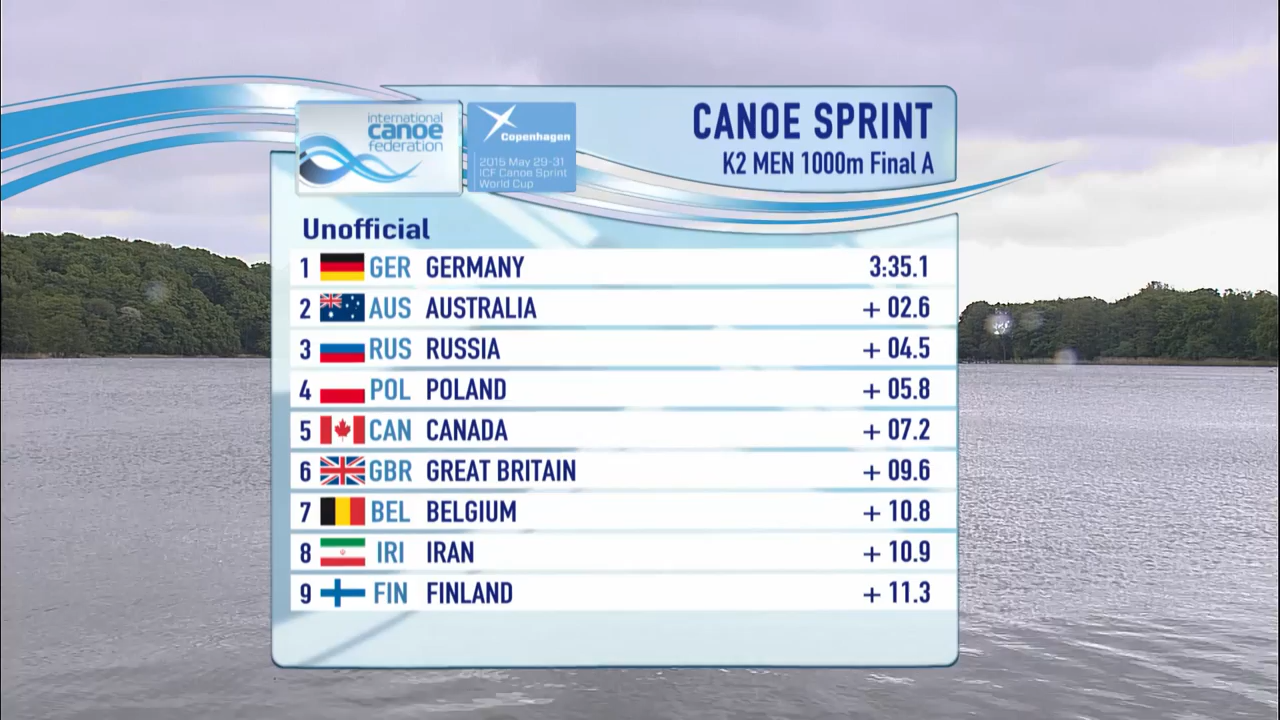 international
canoe
federation
Copenhagen
2015 May 29-31
ICF Canoe Sprint
World Cup
CANOE SPRINT
K2 MEN 1000m Final A
Unofficial
1 GER GERMANY 3:35.1
2 AUS AUSTRALIA + 02.6
3 RUS RUSSIA + 04.5
4 POL POLAND + 05.8
5 CAN CANADA + 07.2
6 GBR GREAT BRITAIN + 09.6
7 BEL BELGIUM + 10.8
8 IRI IRAN + 10.9
9 FIN FINLAND + 11.3